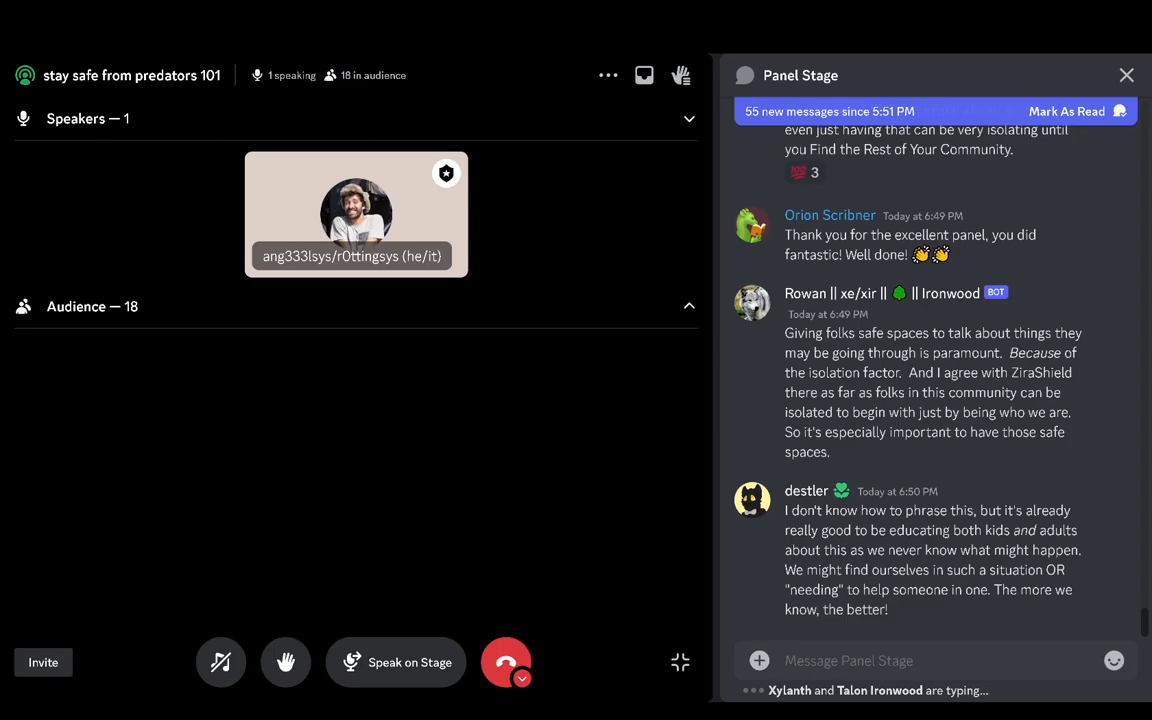 stay safe from predators 101
1 speaking
18 in audience
Speakers — 1
ang333lsys/r0ttingsys (he/it)
Audience — 18
Invite
Speak on Stage
Panel Stage
55 new messages since 5:51 PM
Mark As Read
even just having that can be very isolating until
you Find the Rest of Your Community.
💯 3
Orion Scribner Today at 6:49 PM
Thank you for the excellent panel, you did
fantastic! Well done! 👏👏
Rowan || xe/xir || 🌳 || Ironwood BOT
Today at 6:49 PM
Giving folks safe spaces to talk about things they
may be going through is paramount. Because of
the isolation factor. And I agree with ZiraShield
there as far as folks in this community can be
isolated to begin with just by being who we are.
So it's especially important to have those safe
spaces.
destler Today at 6:50 PM
I don't know how to phrase this, but it's already
really good to be educating both kids and adults
about this as we never know what might happen.
We might find ourselves in such a situation OR
"needing" to help someone in one. The more we
know, the better!
Message Panel Stage
Xylanth and Talon Ironwood are typing...